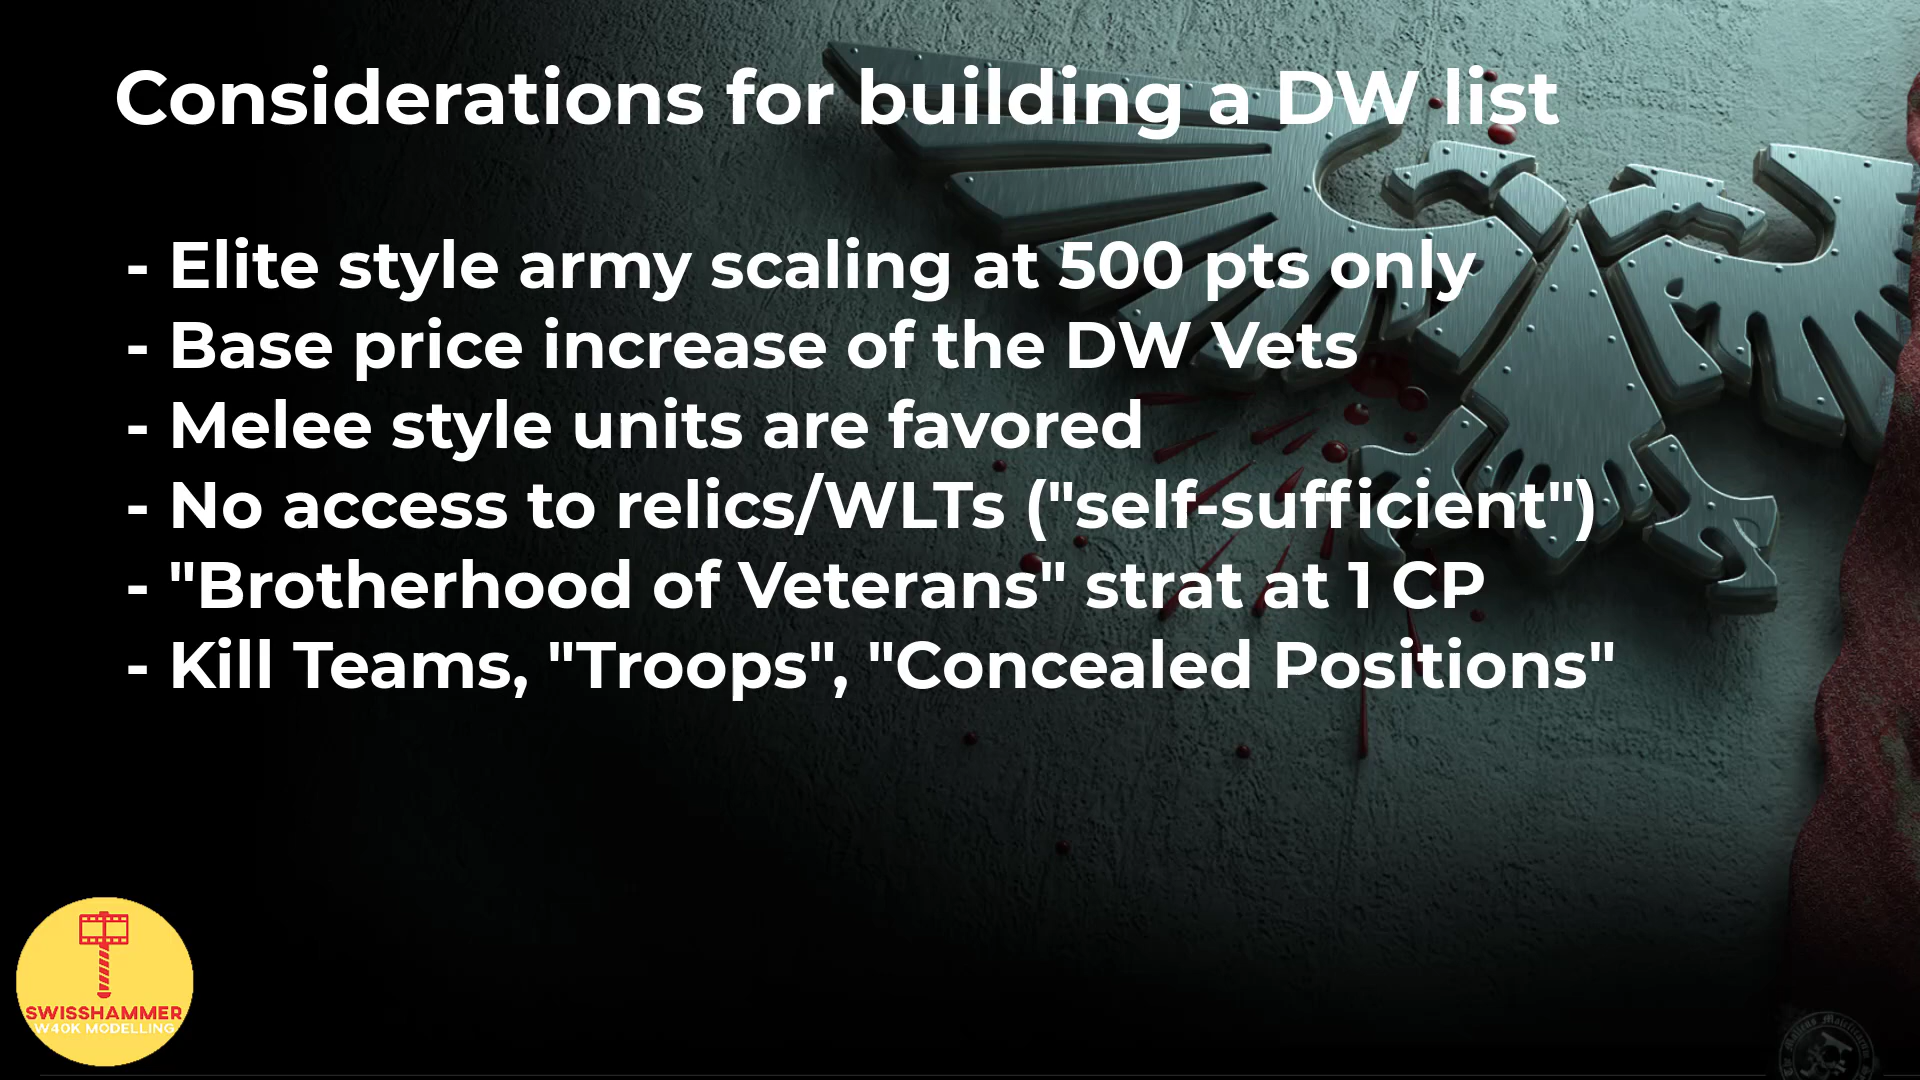 Considerations for building a DW list
- Elite style army scaling at 500 pts only
- Base price increase of the DW Vets
- Melee style units are favored
- No access to relics/WLTs ("self-sufficient")
- "Brotherhood of Veterans" strat at 1 CP
- Kill Teams, "Troops", "Concealed Positions"
SWISSHAMMER
W40K MODELLING